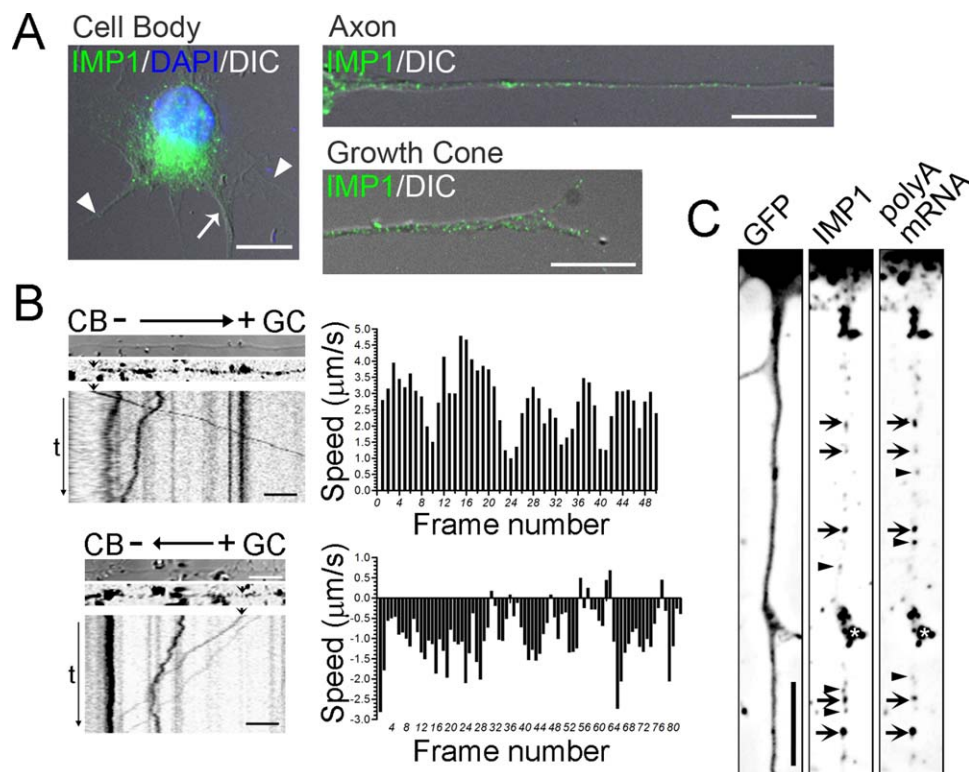 A
Cell Body
IMP1/DAPI/DIC
Axon
IMP1/DIC
Growth Cone
IMP1/DIC
B
CB - + GC
t
Speed (μm/s)
5.0
4.5
4.0
3.5
3.0
2.5
2.0
1.5
1.0
0.5
0.0
0 4 8 12 16 20 24 28 32 36 40 44 48
Frame number
CB - + GC
t
Speed (μm/s)
1.0
0.5
0.0
-0.5
-1.0
-1.5
-2.0
-2.5
-3.0
4 8 12 16 20 24 28 32 36 40 44 48 52 56 60 64 68 72 76 80
Frame number
C
GFP
IMP1
polyA
mRNA
*
*